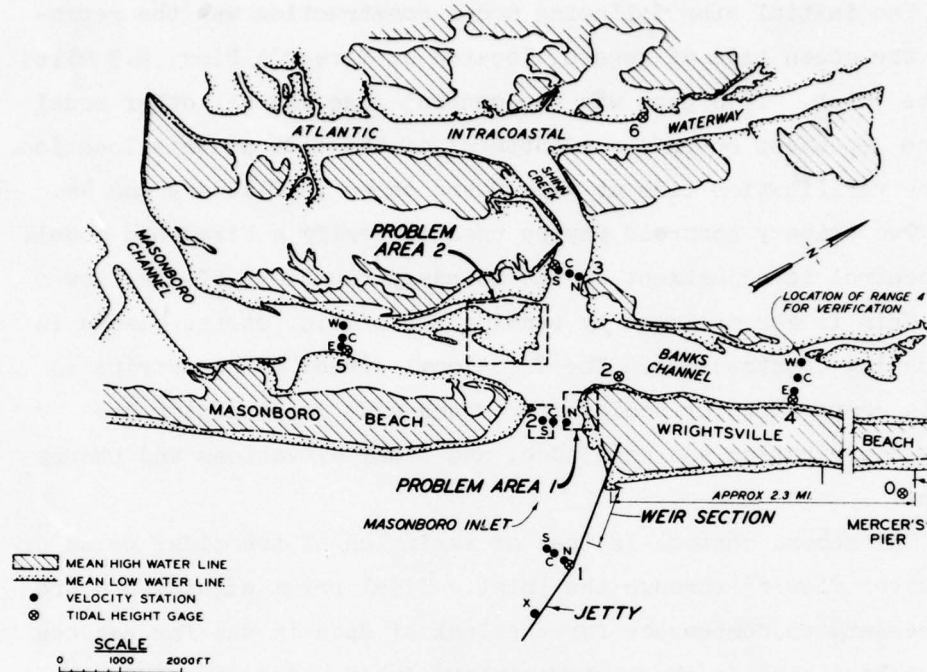 6
ATLANTIC INTRACOASTAL WATERWAY
SHINN CREEK
MASONBORO CHANNEL
PROBLEM AREA 2
S C N 3
LOCATION OF RANGE 4
FOR VERIFICATION
W
C
E
5
W
C
E
4
BANKS CHANNEL
2
MASONBORO BEACH
2 S C N
WRIGHTSVILLE BEACH
PROBLEM AREA 1
APPROX 2.3 MI.
0
MERCER'S
PIER
MASONBORO INLET
WEIR SECTION
S
C
N
1
X
JETTY
MEAN HIGH WATER LINE
MEAN LOW WATER LINE
VELOCITY STATION
TIDAL HEIGHT GAGE
SCALE
0 1000 2000 FT